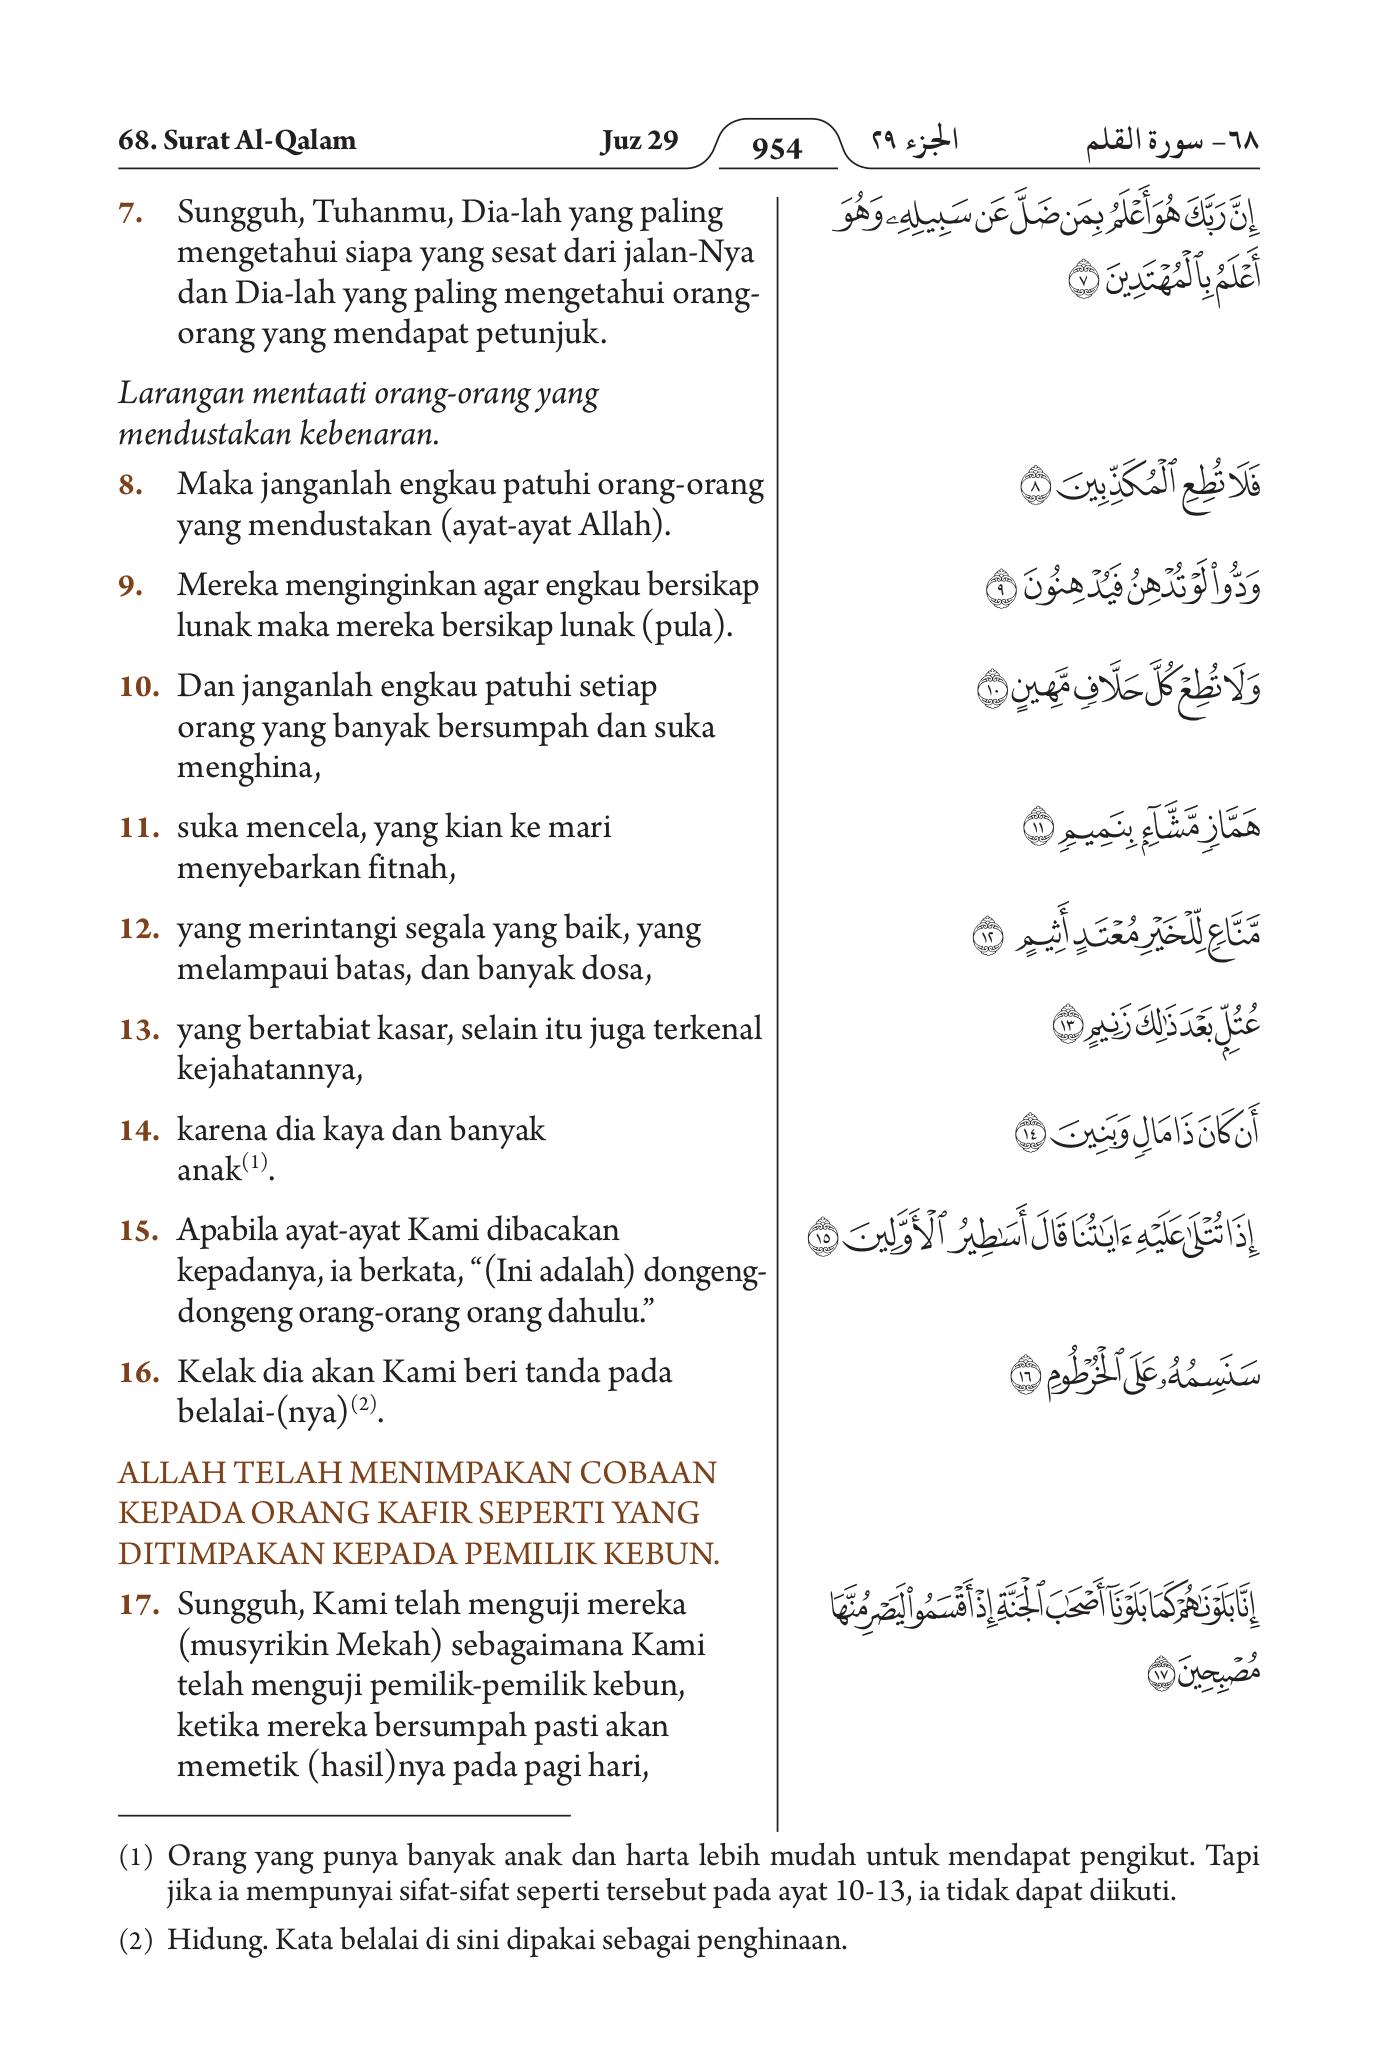 68. Surat Al-Qalam Juz 29 954 الجزء ٢٩ ٦٨- سورة القلم
7. Sungguh, Tuhanmu, Dia-lah yang paling
mengetahui siapa yang sesat dari jalan-Nya
dan Dia-lah yang paling mengetahui orang-
orang yang mendapat petunjuk.
إِنَّ رَبَّكَ هُوَ أَعْلَمُ بِمَن ضَلَّ عَن سَبِيلِهِۦ وَهُوَ
أَعْلَمُ بِٱلْمُهْتَدِينَ ٧
Larangan mentaati orang-orang yang
mendustakan kebenaran.
8. Maka janganlah engkau patuhi orang-orang
yang mendustakan (ayat-ayat Allah).
فَلَا تُطِعِ ٱلْمُكَذِّبِينَ ٨
9. Mereka menginginkan agar engkau bersikap
lunak maka mereka bersikap lunak (pula).
وَدُّوا۟ لَوْ تُدْهِنُ فَيُدْهِنُونَ ٩
10. Dan janganlah engkau patuhi setiap
orang yang banyak bersumpah dan suka
menghina,
وَلَا تُطِعْ كُلَّ حَلَّافٍ مَّهِينٍ ١٠
11. suka mencela, yang kian ke mari
menyebarkan fitnah,
هَمَّازٍ مَّشَّآءٍۭ بِنَمِيمٍ ١١
12. yang merintangi segala yang baik, yang
melampaui batas, dan banyak dosa,
مَّنَّاعٍ لِّلْخَيْرِ مُعْتَدٍ أَثِيمٍ ١٢
13. yang bertabiat kasar, selain itu juga terkenal
kejahatannya,
عُتُلٍّۭ بَعْدَ ذَٰلِكَ زَنِيمٍ ١٣
14. karena dia kaya dan banyak
anak(1).
أَن كَانَ ذَا مَالٍ وَبَنِينَ ١٤
15. Apabila ayat-ayat Kami dibacakan
kepadanya, ia berkata, “(Ini adalah) dongeng-
dongeng orang-orang orang dahulu.”
إِذَا تُتْلَىٰ عَلَيْهِ ءَايَـٰتُنَا قَالَ أَسَـٰطِيرُ ٱلْأَوَّلِينَ ١٥
16. Kelak dia akan Kami beri tanda pada
belalai-(nya)(2).
سَنَسِمُهُۥ عَلَى ٱلْخُرْطُومِ ١٦
ALLAH TELAH MENIMPAKAN COBAAN
KEPADA ORANG KAFIR SEPERTI YANG
DITIMPAKAN KEPADA PEMILIK KEBUN.
17. Sungguh, Kami telah menguji mereka
(musyrikin Mekah) sebagaimana Kami
telah menguji pemilik-pemilik kebun,
ketika mereka bersumpah pasti akan
memetik (hasil)nya pada pagi hari,
إِنَّا بَلَوْنَـٰهُمْ كَمَا بَلَوْنَآ أَصْحَـٰبَ ٱلْجَنَّةِ إِذْ أَقْسَمُوا۟ لَيَصْرِمُنَّهَا
مُصْبِحِينَ ١٧
(1) Orang yang punya banyak anak dan harta lebih mudah untuk mendapat pengikut. Tapi
jika ia mempunyai sifat-sifat seperti tersebut pada ayat 10-13, ia tidak dapat diikuti.
(2) Hidung. Kata belalai di sini dipakai sebagai penghinaan.